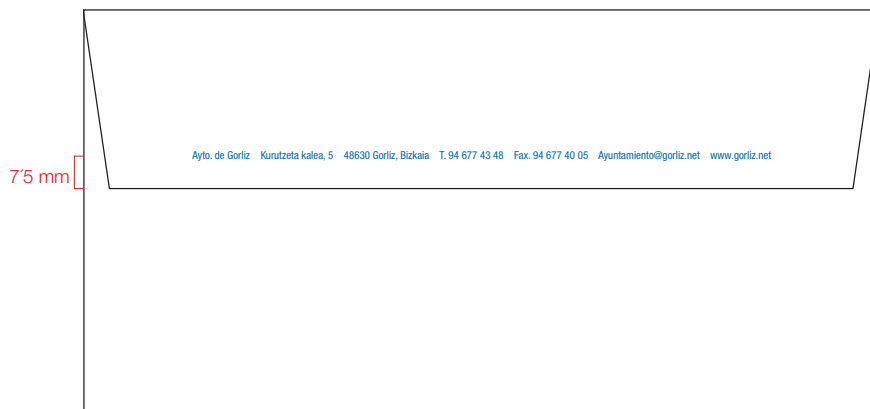 Ayto. de Gorliz Kurutzeta kalea, 5 48630 Gorliz, Bizkaia T. 94 677 43 48 Fax. 94 677 40 05 Ayuntamiento@gorliz.net www.gorliz.net
7´5 mm